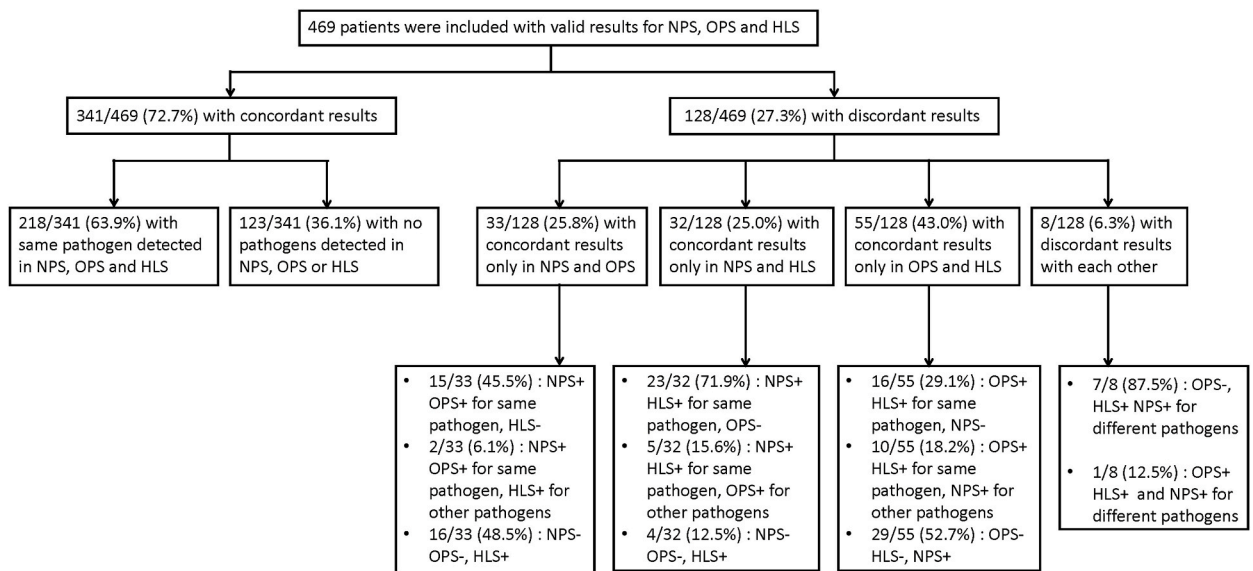 469 patients were included with valid results for NPS, OPS and HLS
341/469 (72.7%) with concordant results
128/469 (27.3%) with discordant results
218/341 (63.9%) with
same pathogen detected
in NPS, OPS and HLS
123/341 (36.1%) with no
pathogens detected in
NPS, OPS or HLS
33/128 (25.8%) with
concordant results
only in NPS and OPS
32/128 (25.0%) with
concordant results
only in NPS and HLS
55/128 (43.0%) with
concordant results
only in OPS and HLS
8/128 (6.3%) with
discordant results
with each other
• 15/33 (45.5%) : NPS+
OPS+ for same
pathogen, HLS-
• 2/33 (6.1%) : NPS+
OPS+ for same
pathogen, HLS+ for
other pathogens
• 16/33 (48.5%) : NPS-
OPS-, HLS+
• 23/32 (71.9%) : NPS+
HLS+ for same
pathogen, OPS-
• 5/32 (15.6%) : NPS+
HLS+ for same
pathogen, OPS+ for
other pathogens
• 4/32 (12.5%) : NPS-
OPS-, HLS+
• 16/55 (29.1%) : OPS+
HLS+ for same
pathogen, NPS-
• 10/55 (18.2%) : OPS+
HLS+ for same
pathogen, NPS+ for
other pathogens
• 29/55 (52.7%) : OPS-
HLS-, NPS+
• 7/8 (87.5%) : OPS-,
HLS+ NPS+ for
different pathogens
• 1/8 (12.5%) : OPS+
HLS+ and NPS+ for
different pathogens